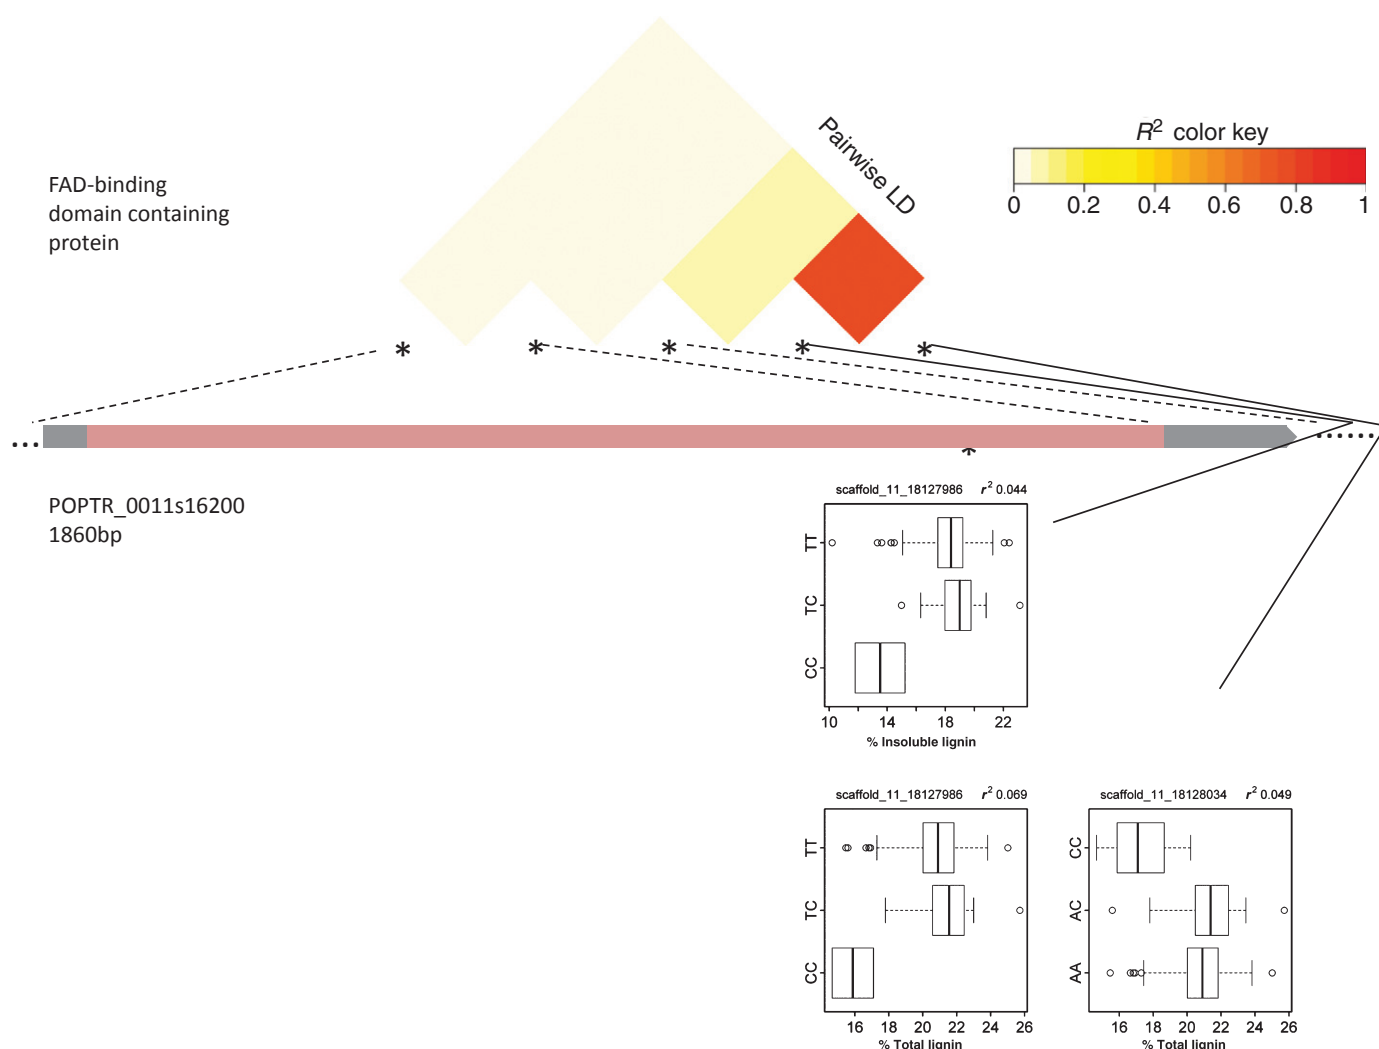 Pairwise LD
R² color key
0 0.2 0.4 0.6 0.8 1
FAD-binding
domain containing
protein
* * * * *
*
POPTR_0011s16200
1860bp
scaffold_11_18127986 r² 0.044
TT
TC
CC
10 14 18 22
% Insoluble lignin
scaffold_11_18127986 r² 0.069
TT
TC
CC
16 18 20 22 24 26
% Total lignin
scaffold_11_18128034 r² 0.049
CC
AC
AA
16 18 20 22 24 26
% Total lignin